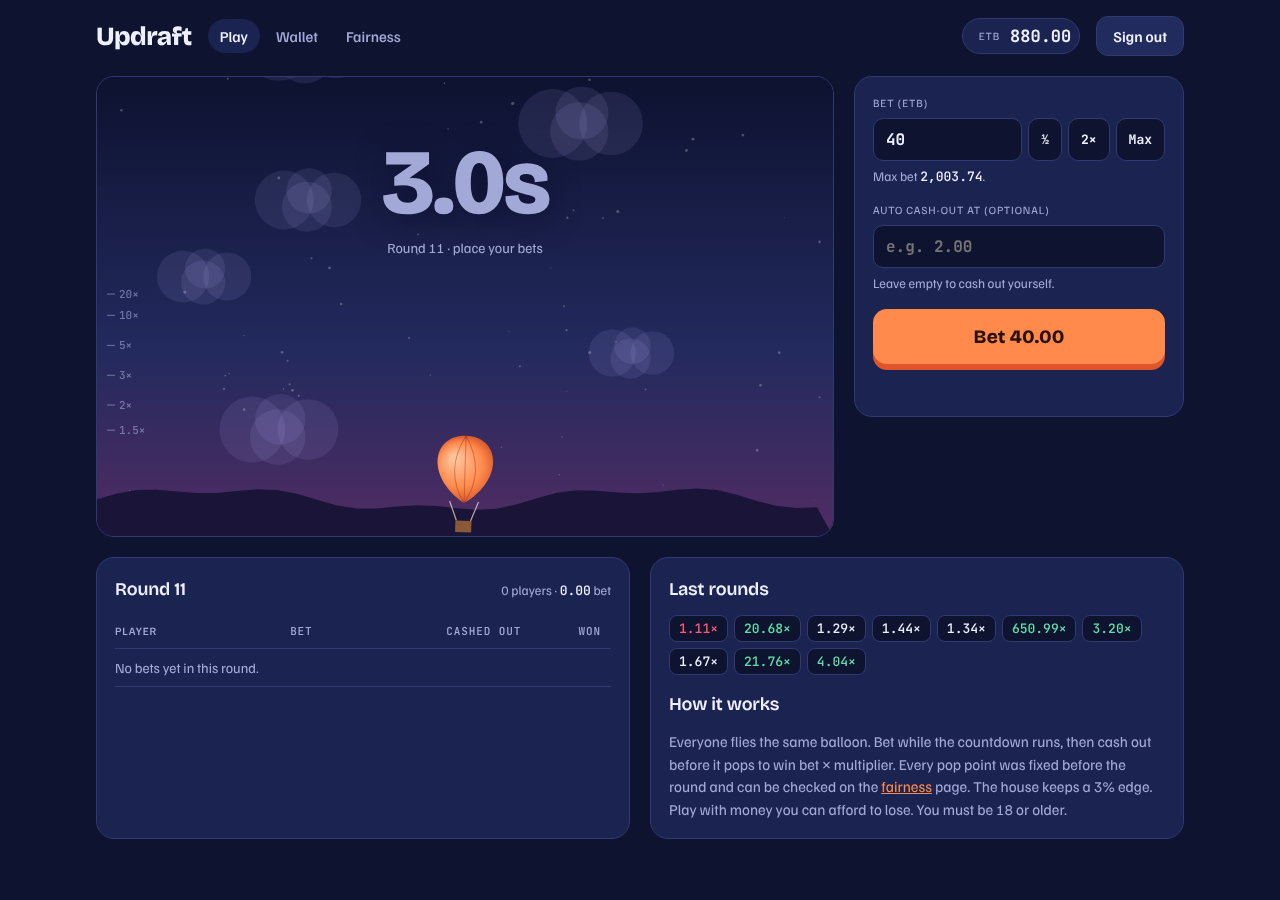 Updraft Play Wallet Fairness ETB 880.00 Sign out
3.0s
Round 11 · place your bets
20×
10×
5×
3×
2×
1.5×
BET (ETB)
40 ½ 2× Max
Max bet 2,003.74.
AUTO CASH-OUT AT (OPTIONAL)
e.g. 2.00
Leave empty to cash out yourself.
Bet 40.00
Round 11 0 players · 0.00 bet
PLAYER BET CASHED OUT WON
No bets yet in this round.
Last rounds
1.11× 20.68× 1.29× 1.44× 1.34× 650.99× 3.20×
1.67× 21.76× 4.04×
How it works
Everyone flies the same balloon. Bet while the countdown runs, then cash out
before it pops to win bet × multiplier. Every pop point was fixed before the
round and can be checked on the fairness page. The house keeps a 3% edge.
Play with money you can afford to lose. You must be 18 or older.